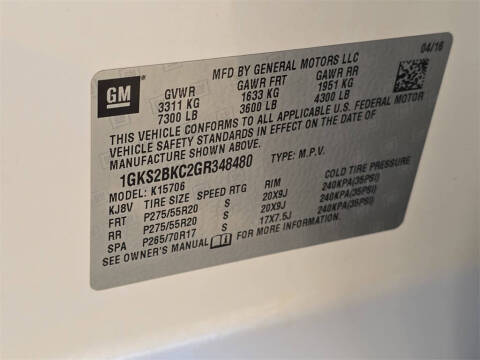 04/16
MFD BY GENERAL MOTORS LLC
GM
GVWR GAWR FRT GAWR RR
3311 KG 1633 KG 1951 KG
7300 LB 3600 LB 4300 LB
THIS VEHICLE CONFORMS TO ALL APPLICABLE U.S. FEDERAL MOTOR
VEHICLE SAFETY STANDARDS IN EFFECT ON THE DATE OF
MANUFACTURE SHOWN ABOVE.
1GKS2BKC2GR348480 TYPE: M.P.V.
MODEL: K15706
KJ8V TIRE SIZE SPEED RTG RIM COLD TIRE PRESSURE
FRT P275/55R20 S 20X9J 240KPA(35PSI)
RR P275/55R20 S 20X9J 240KPA(35PSI)
SPA P265/70R17 S 17X7.5J 240KPA(35PSI)
SEE OWNER'S MANUAL FOR MORE INFORMATION.